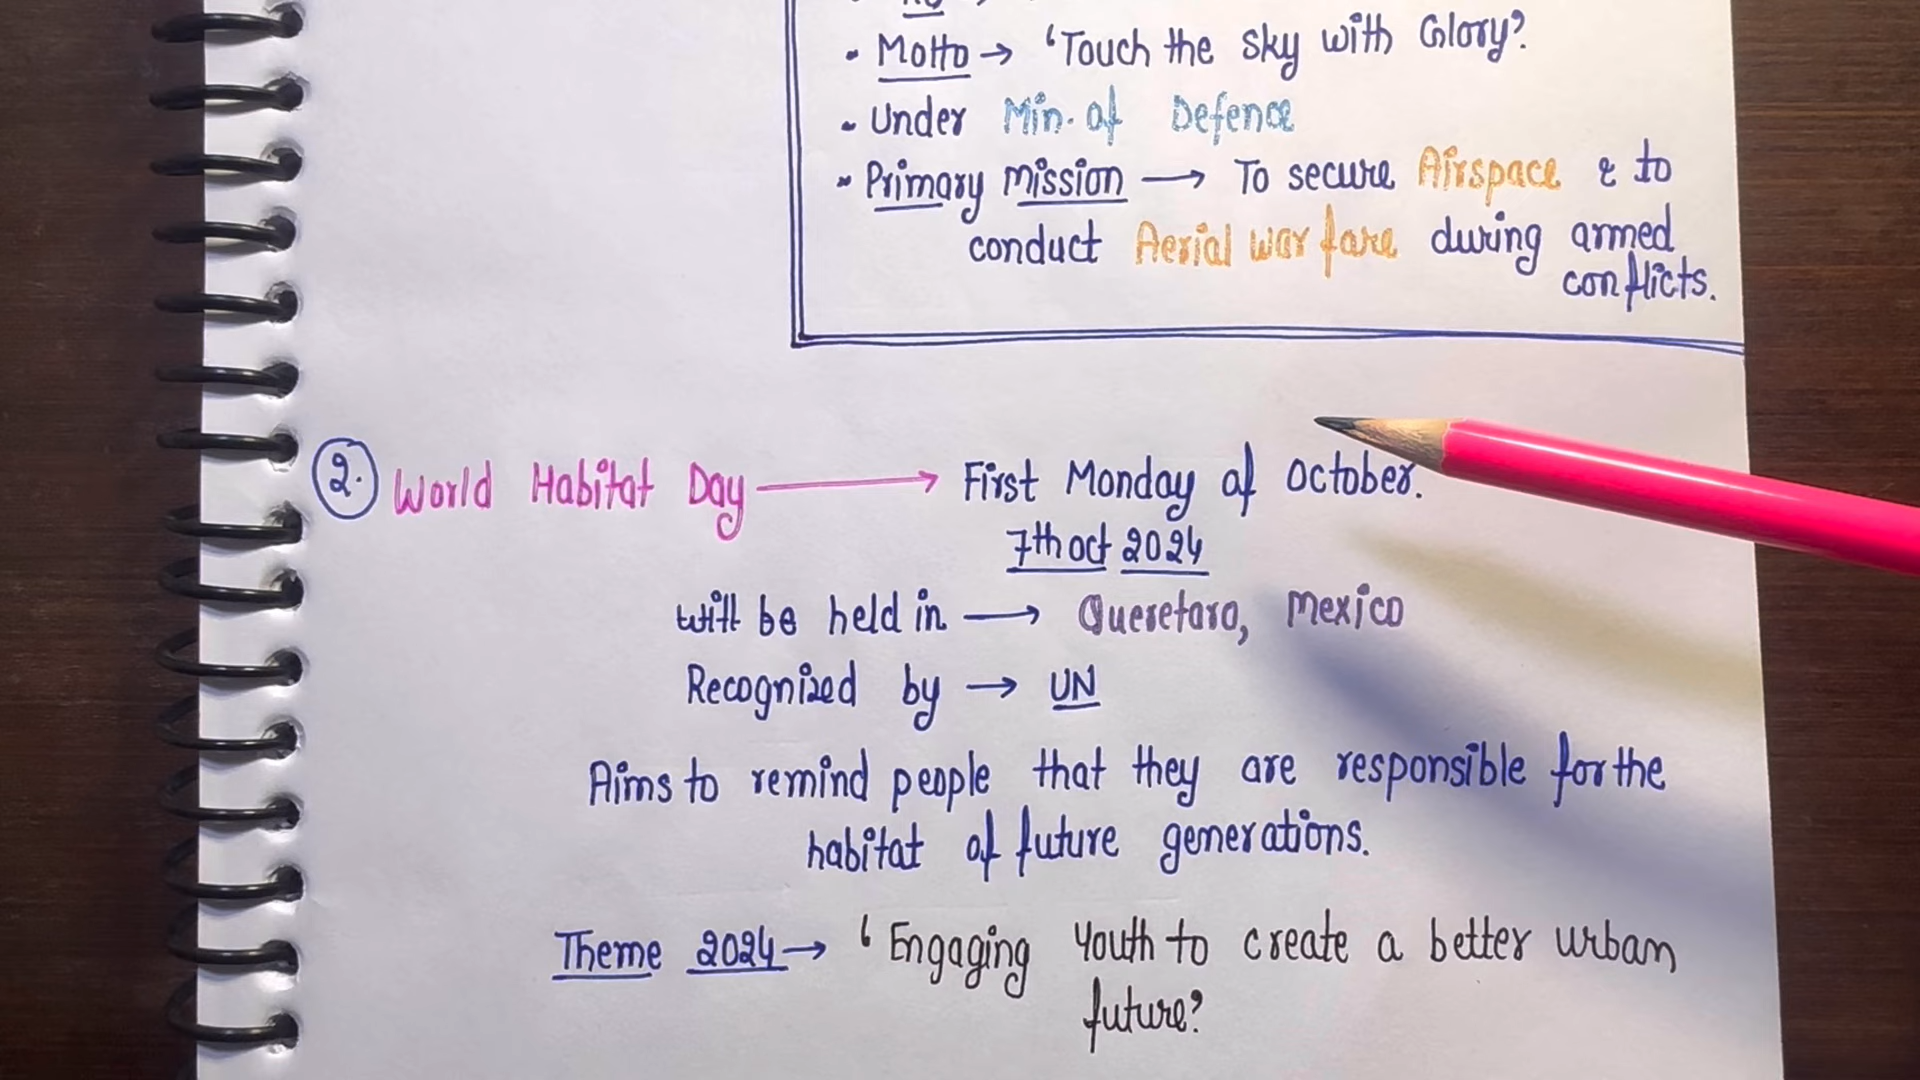 • Motto → 'Touch the sky with Glory'.
• Under Min. of Defence
• Primary Mission → To secure Airspace & to
conduct Aerial warfare during armed
conflicts.
2. World Habitat Day → First Monday of October.
7th oct 2024
will be held in → Queretaro, Mexico
Recognized by → UN
Aims to remind people that they are responsible for the
habitat of future generations.
Theme 2024 → 'Engaging Youth to create a better urban
future'